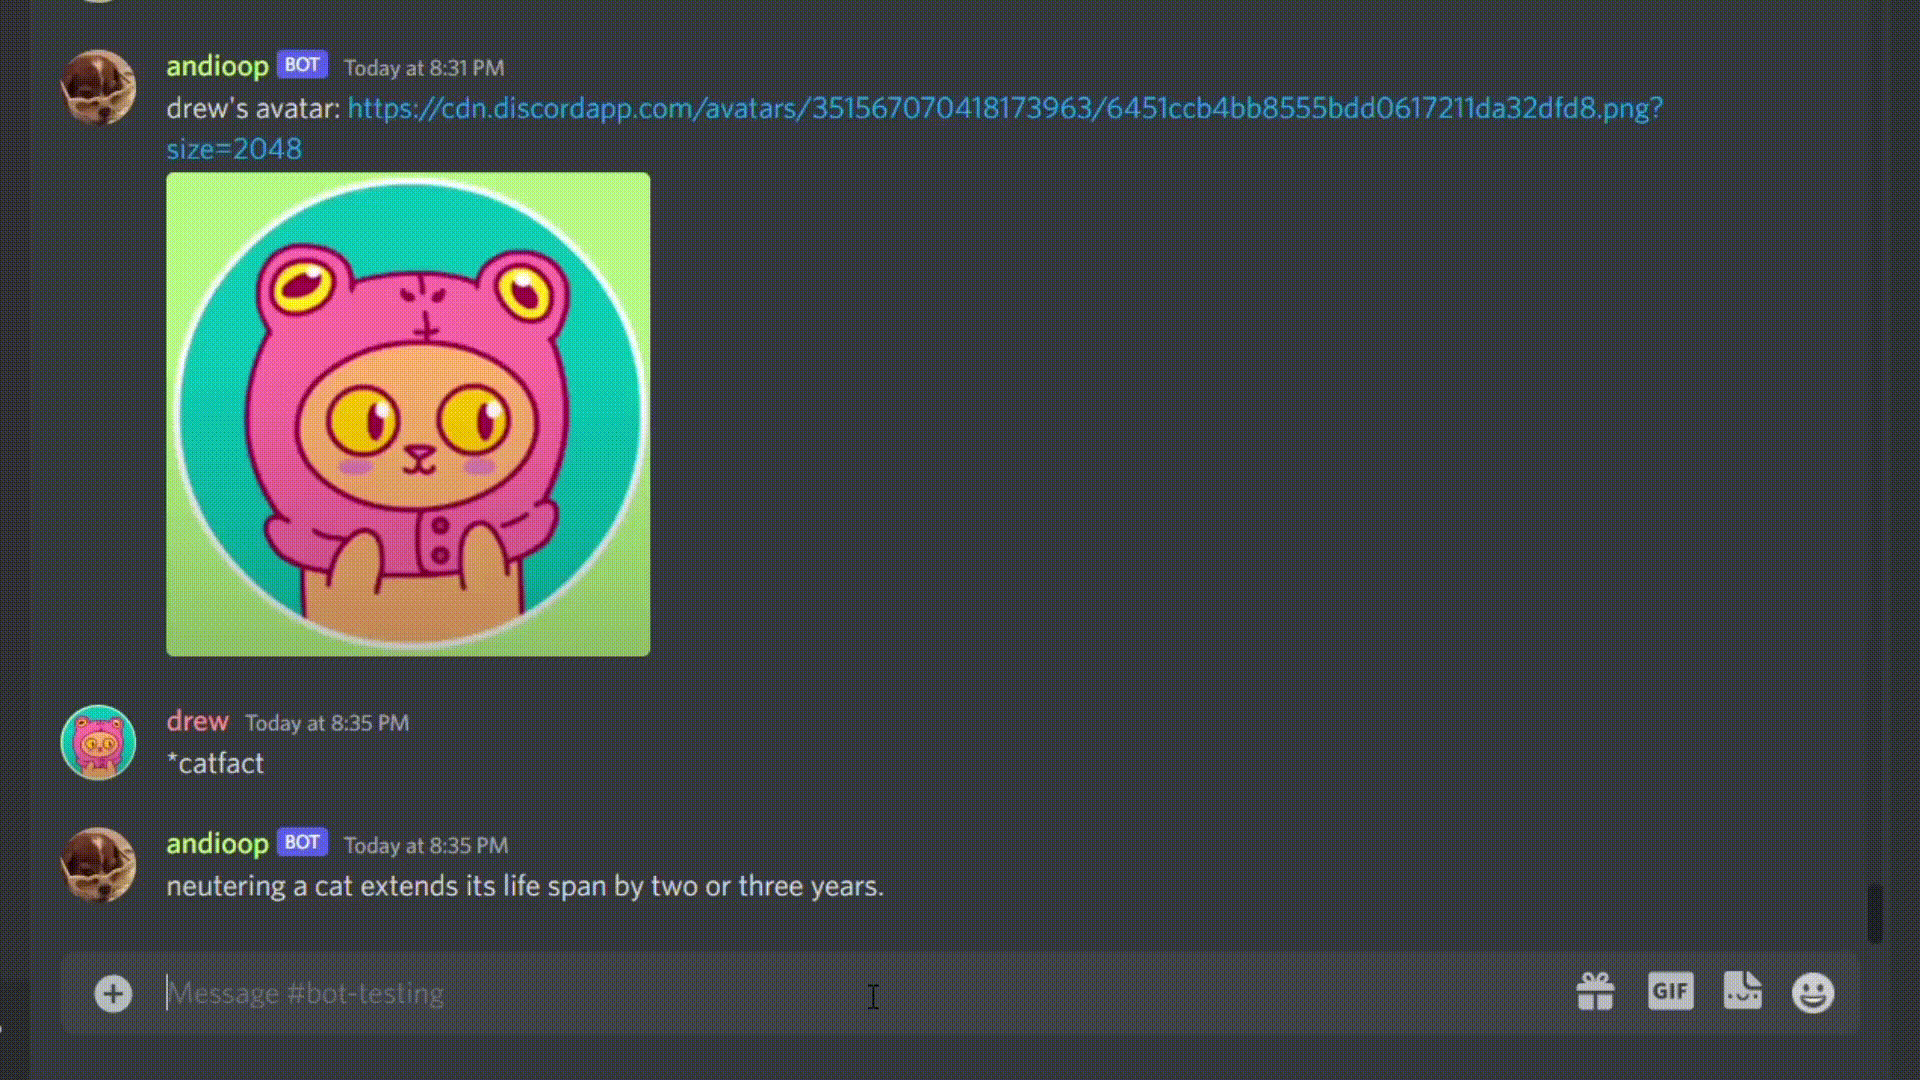 andioop BOT Today at 8:31 PM
drew's avatar: https://cdn.discordapp.com/avatars/351567070418173963/6451ccb4bb8555bdd0617211da32dfd8.png?
size=2048
drew Today at 8:35 PM
*catfact
andioop BOT Today at 8:35 PM
neutering a cat extends its life span by two or three years.
Message #bot-testing
GIF